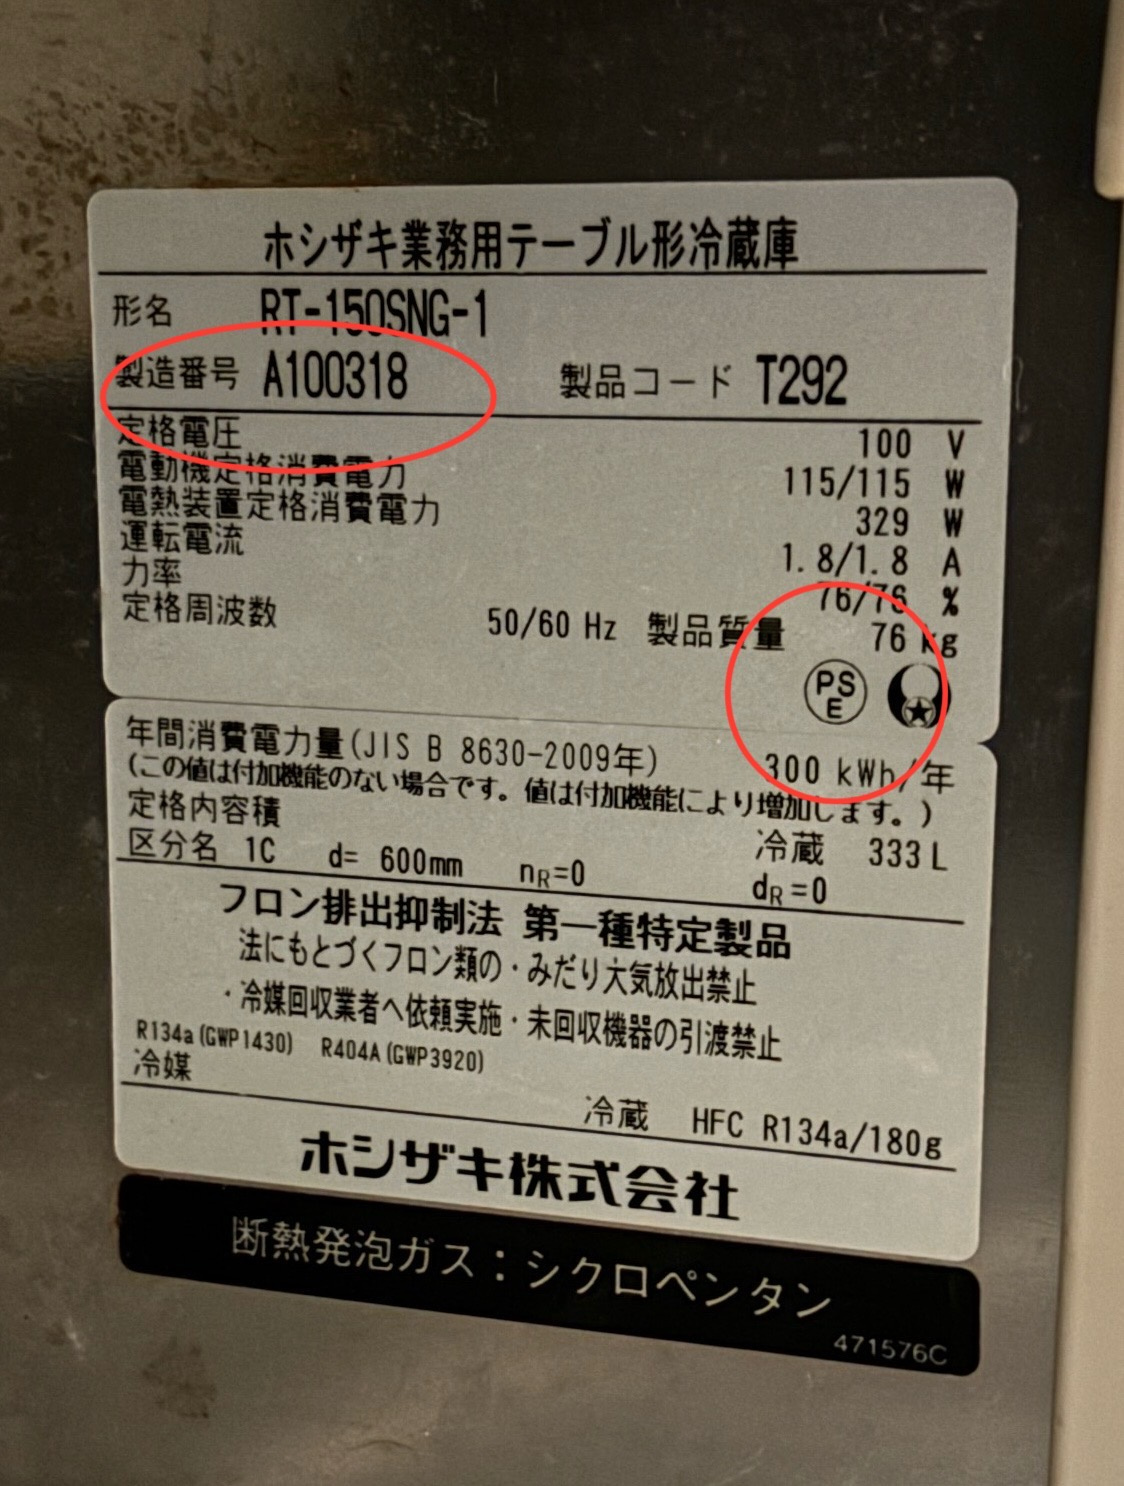 ホシザキ業務用テーブル形冷蔵庫
形名 RT-150SNG-1
製造番号 A100318 製品コード T292
定格電圧 100 V
電動機定格消費電力 115/115 W
電熱装置定格消費電力 329 W
運転電流 1.8/1.8 A
力率 76/76 %
定格周波数 50/60 Hz 製品質量 76 kg
PS
E
年間消費電力量(JIS B 8630-2009年) 300 kWh/年
(この値は付加機能のない場合です。値は付加機能により増加します。)
定格内容積 冷蔵 333L
区分名 1C d= 600mm nR=0 dR=0
フロン排出抑制法 第一種特定製品
法にもとづくフロン類の・みだり大気放出禁止
・冷媒回収業者へ依頼実施・未回収機器の引渡禁止
R134a(GWP1430) R404A(GWP3920)
冷媒 冷蔵 HFC R134a/180g
ホシザキ株式会社
断熱発泡ガス：シクロペンタン
471576C